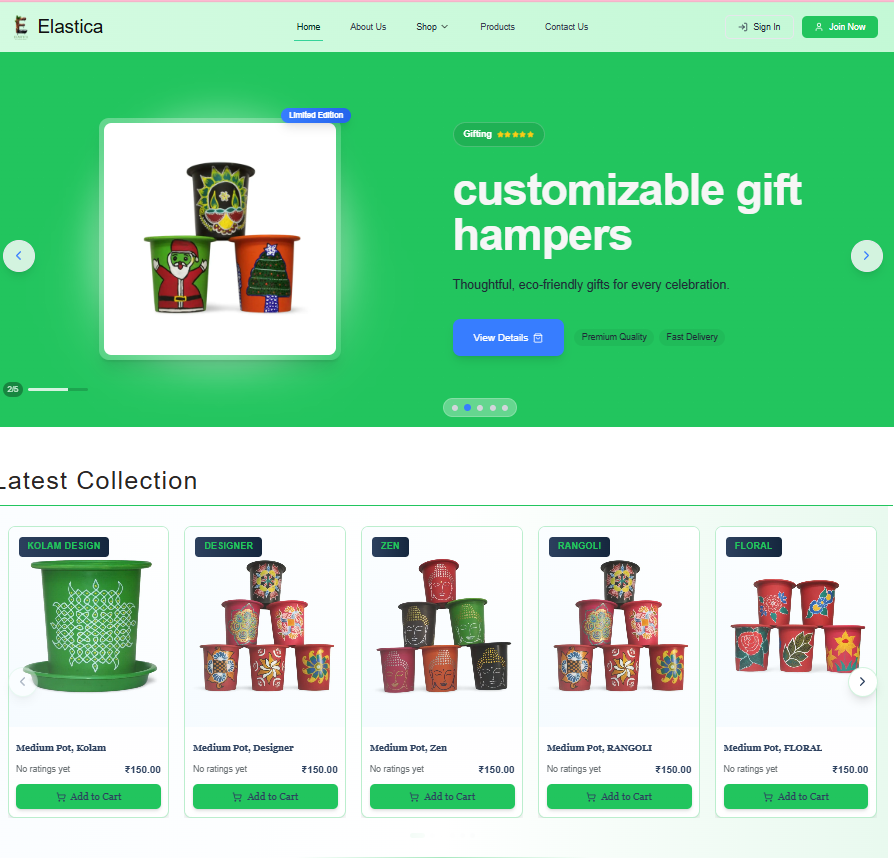 Elastica
Home
About Us
Shop
Products
Contact Us
Sign In
Join Now
Limited Edition
Gifting
customizable gift
hampers
Thoughtful, eco-friendly gifts for every celebration.
View Details
Premium Quality
Fast Delivery
2/5
Latest Collection
KOLAM DESIGN
DESIGNER
ZEN
RANGOLI
FLORAL
Medium Pot, Kolam
Medium Pot, Designer
Medium Pot, Zen
Medium Pot, RANGOLI
Medium Pot, FLORAL
No ratings yet
₹150.00
No ratings yet
₹150.00
No ratings yet
₹150.00
No ratings yet
₹150.00
No ratings yet
₹150.00
Add to Cart
Add to Cart
Add to Cart
Add to Cart
Add to Cart